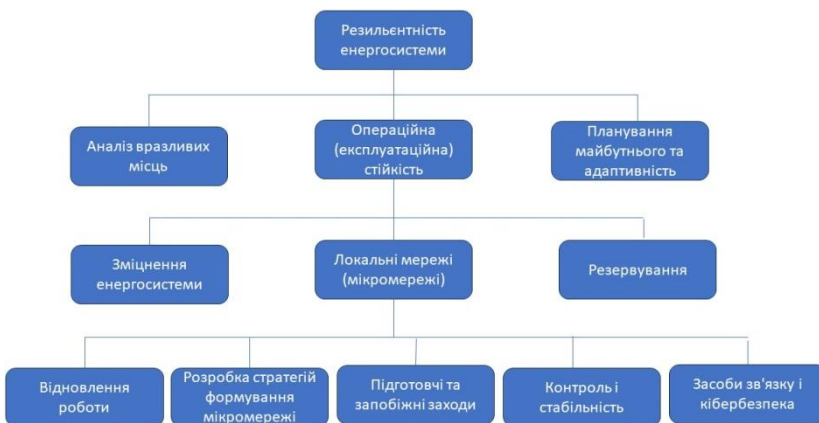 Резильєнтність
енергосистеми
Аналіз вразливих
місць
Операційна
(експлуатаційна)
стійкість
Планування
майбутнього та
адаптивність
Зміцнення
енергосистеми
Локальні мережі
(мікромережі)
Резервування
Відновлення
роботи
Розробка стратегій
формування
мікромережі
Підготовчі та
запобіжні заходи
Контроль і
стабільність
Засоби зв'язку і
кібербезпека